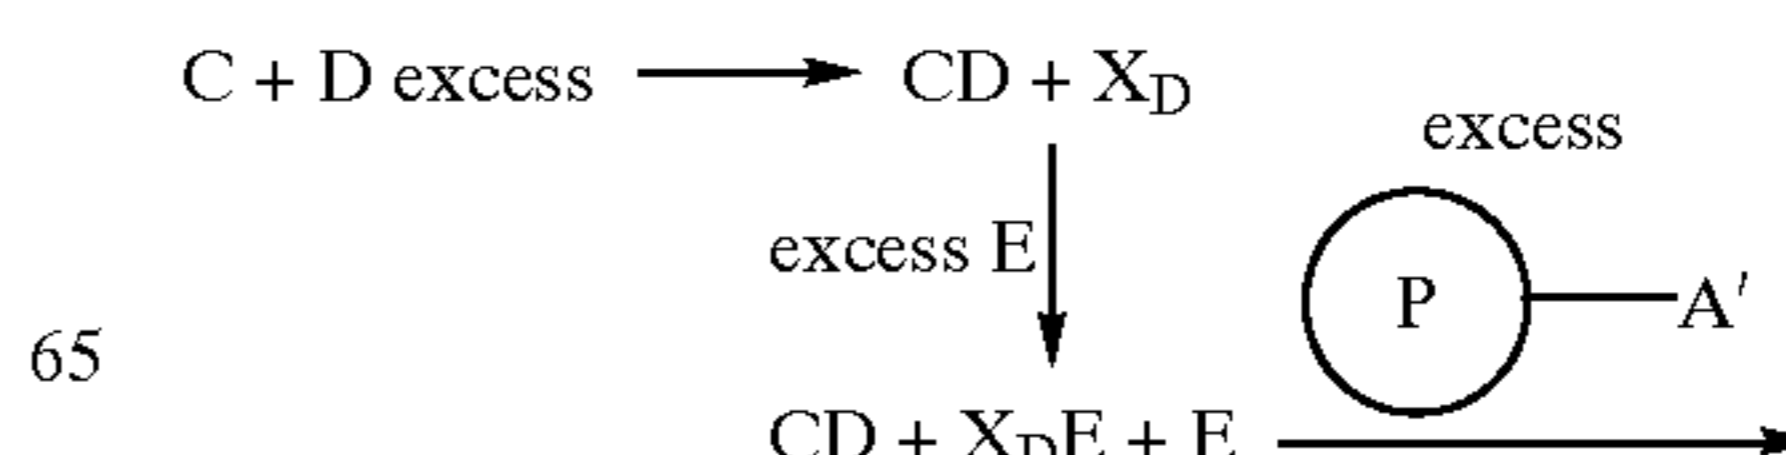 C + D excess ⟶ CD + X_D
excess
excess E
P—A'
65
CD + X_DE + E ⟶